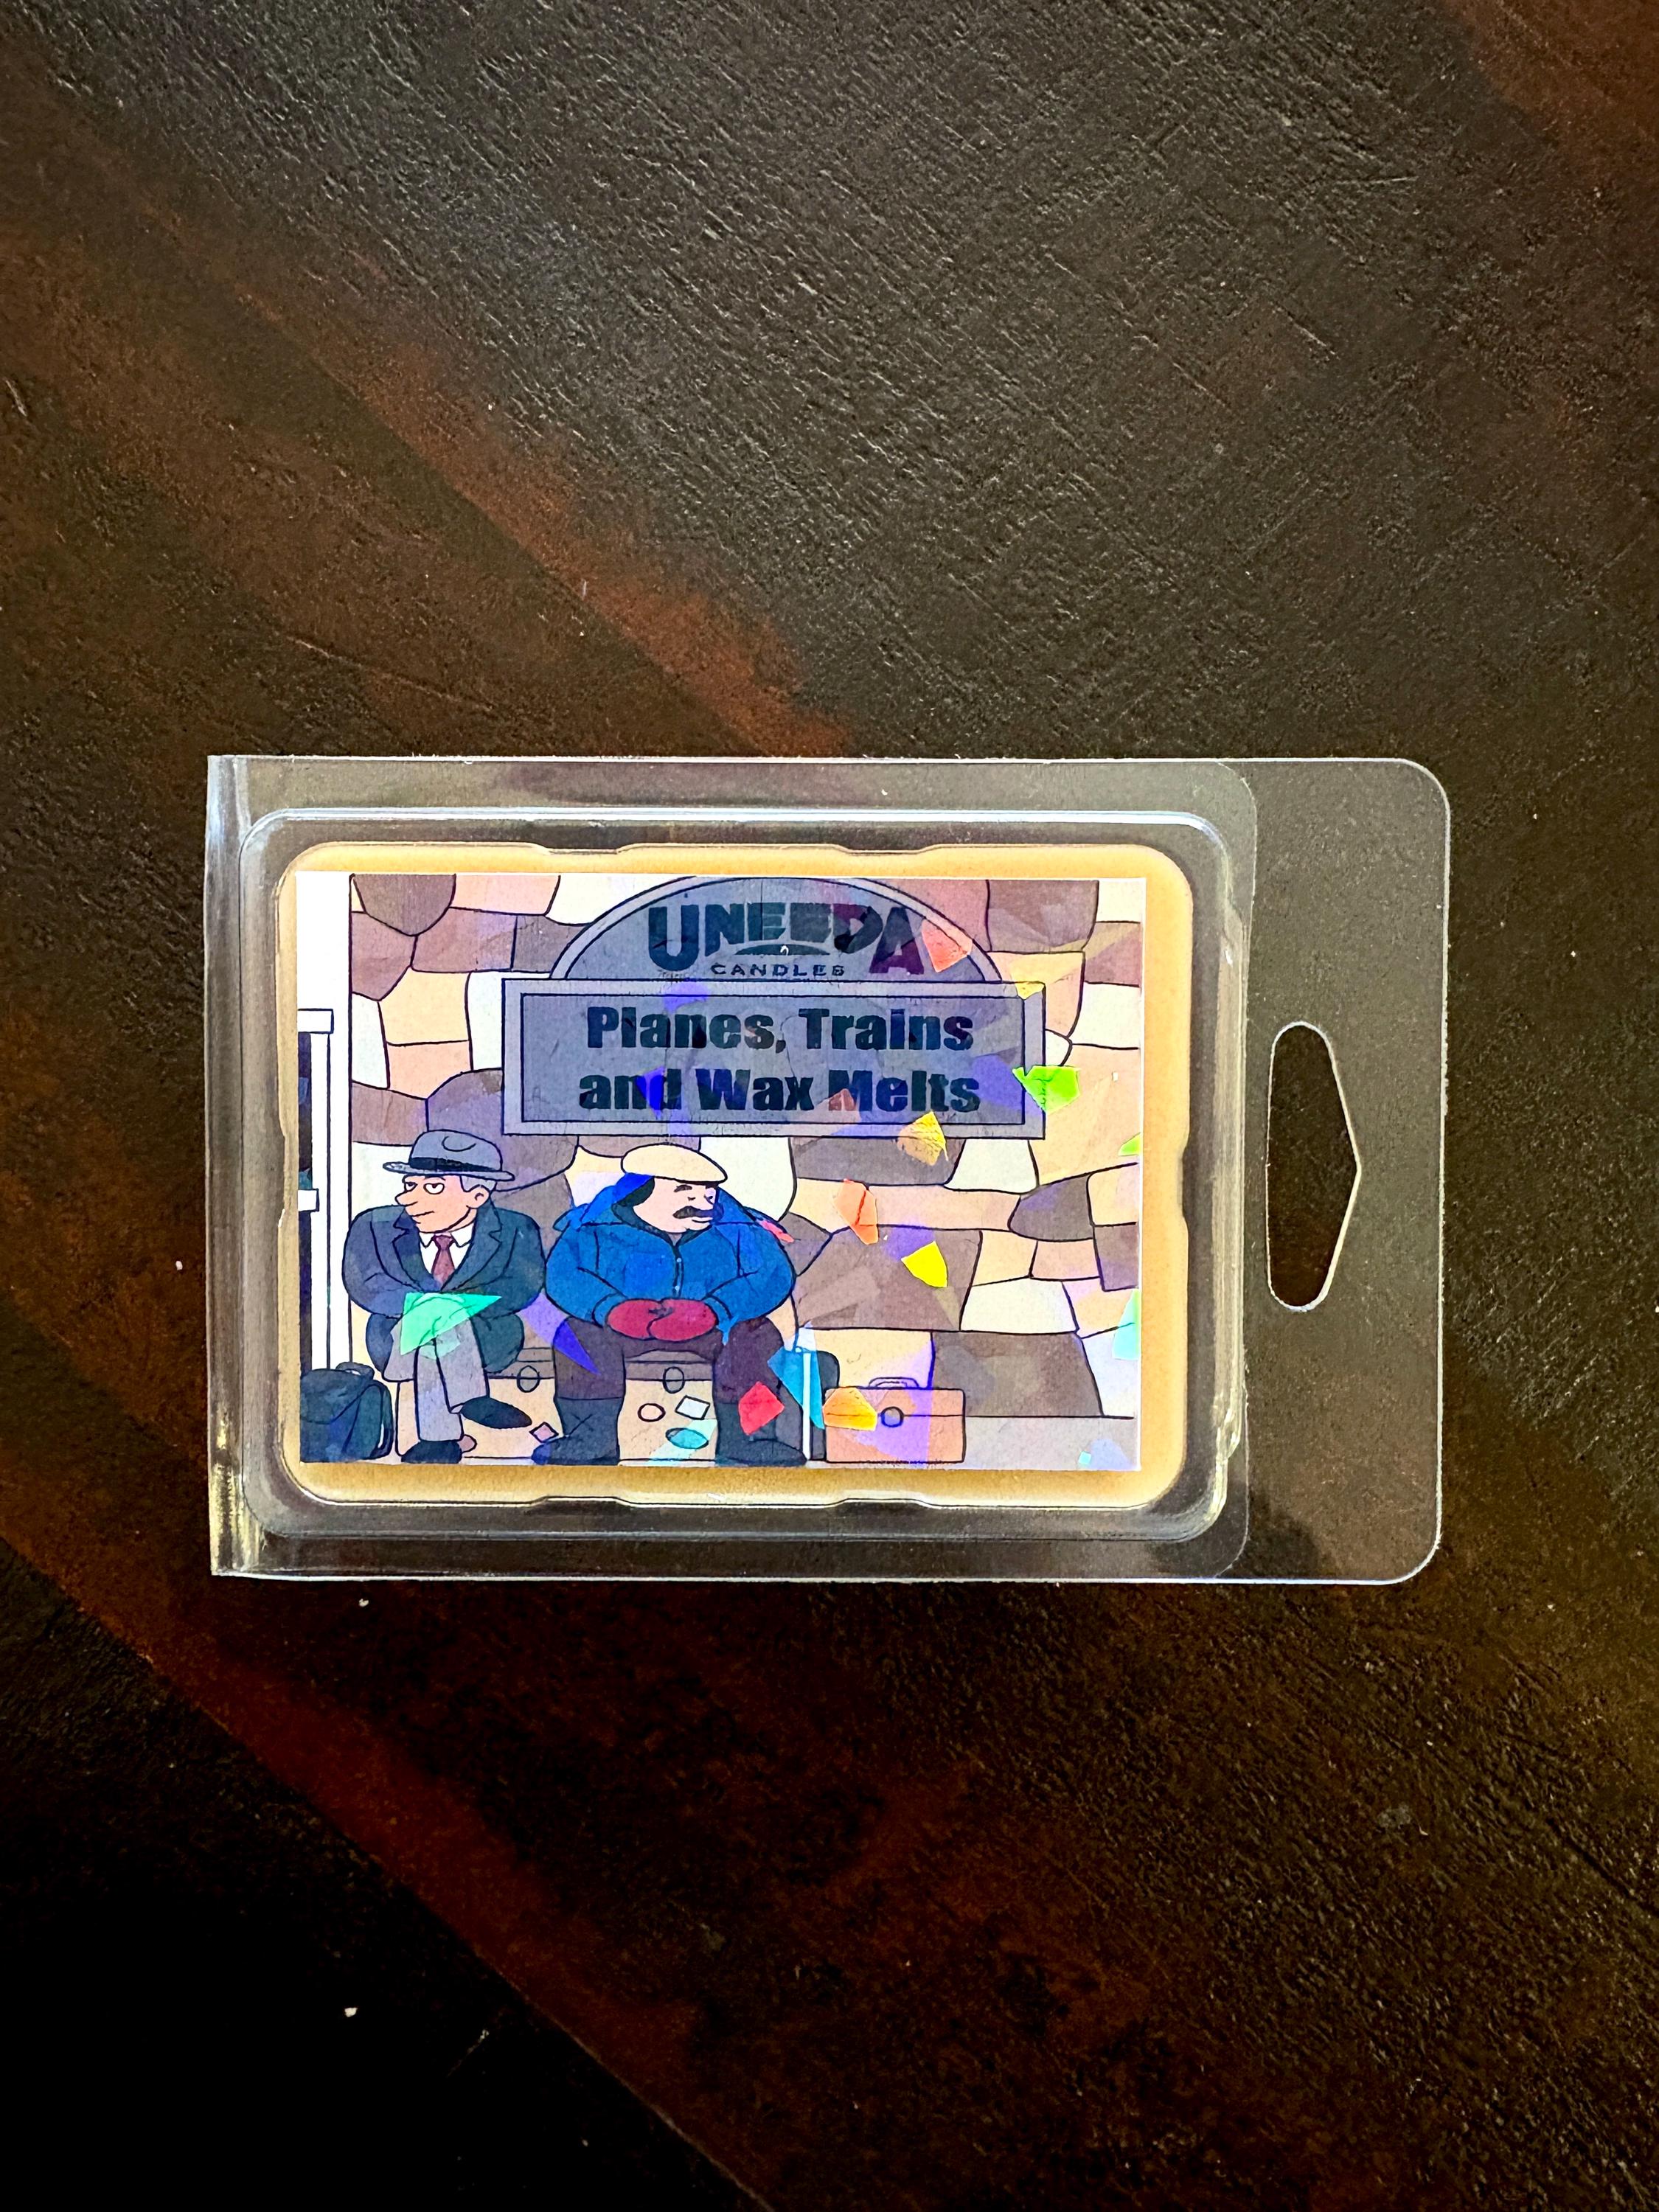 UNEEDA
CANDLES
Planes, Trains
and Wax Melts